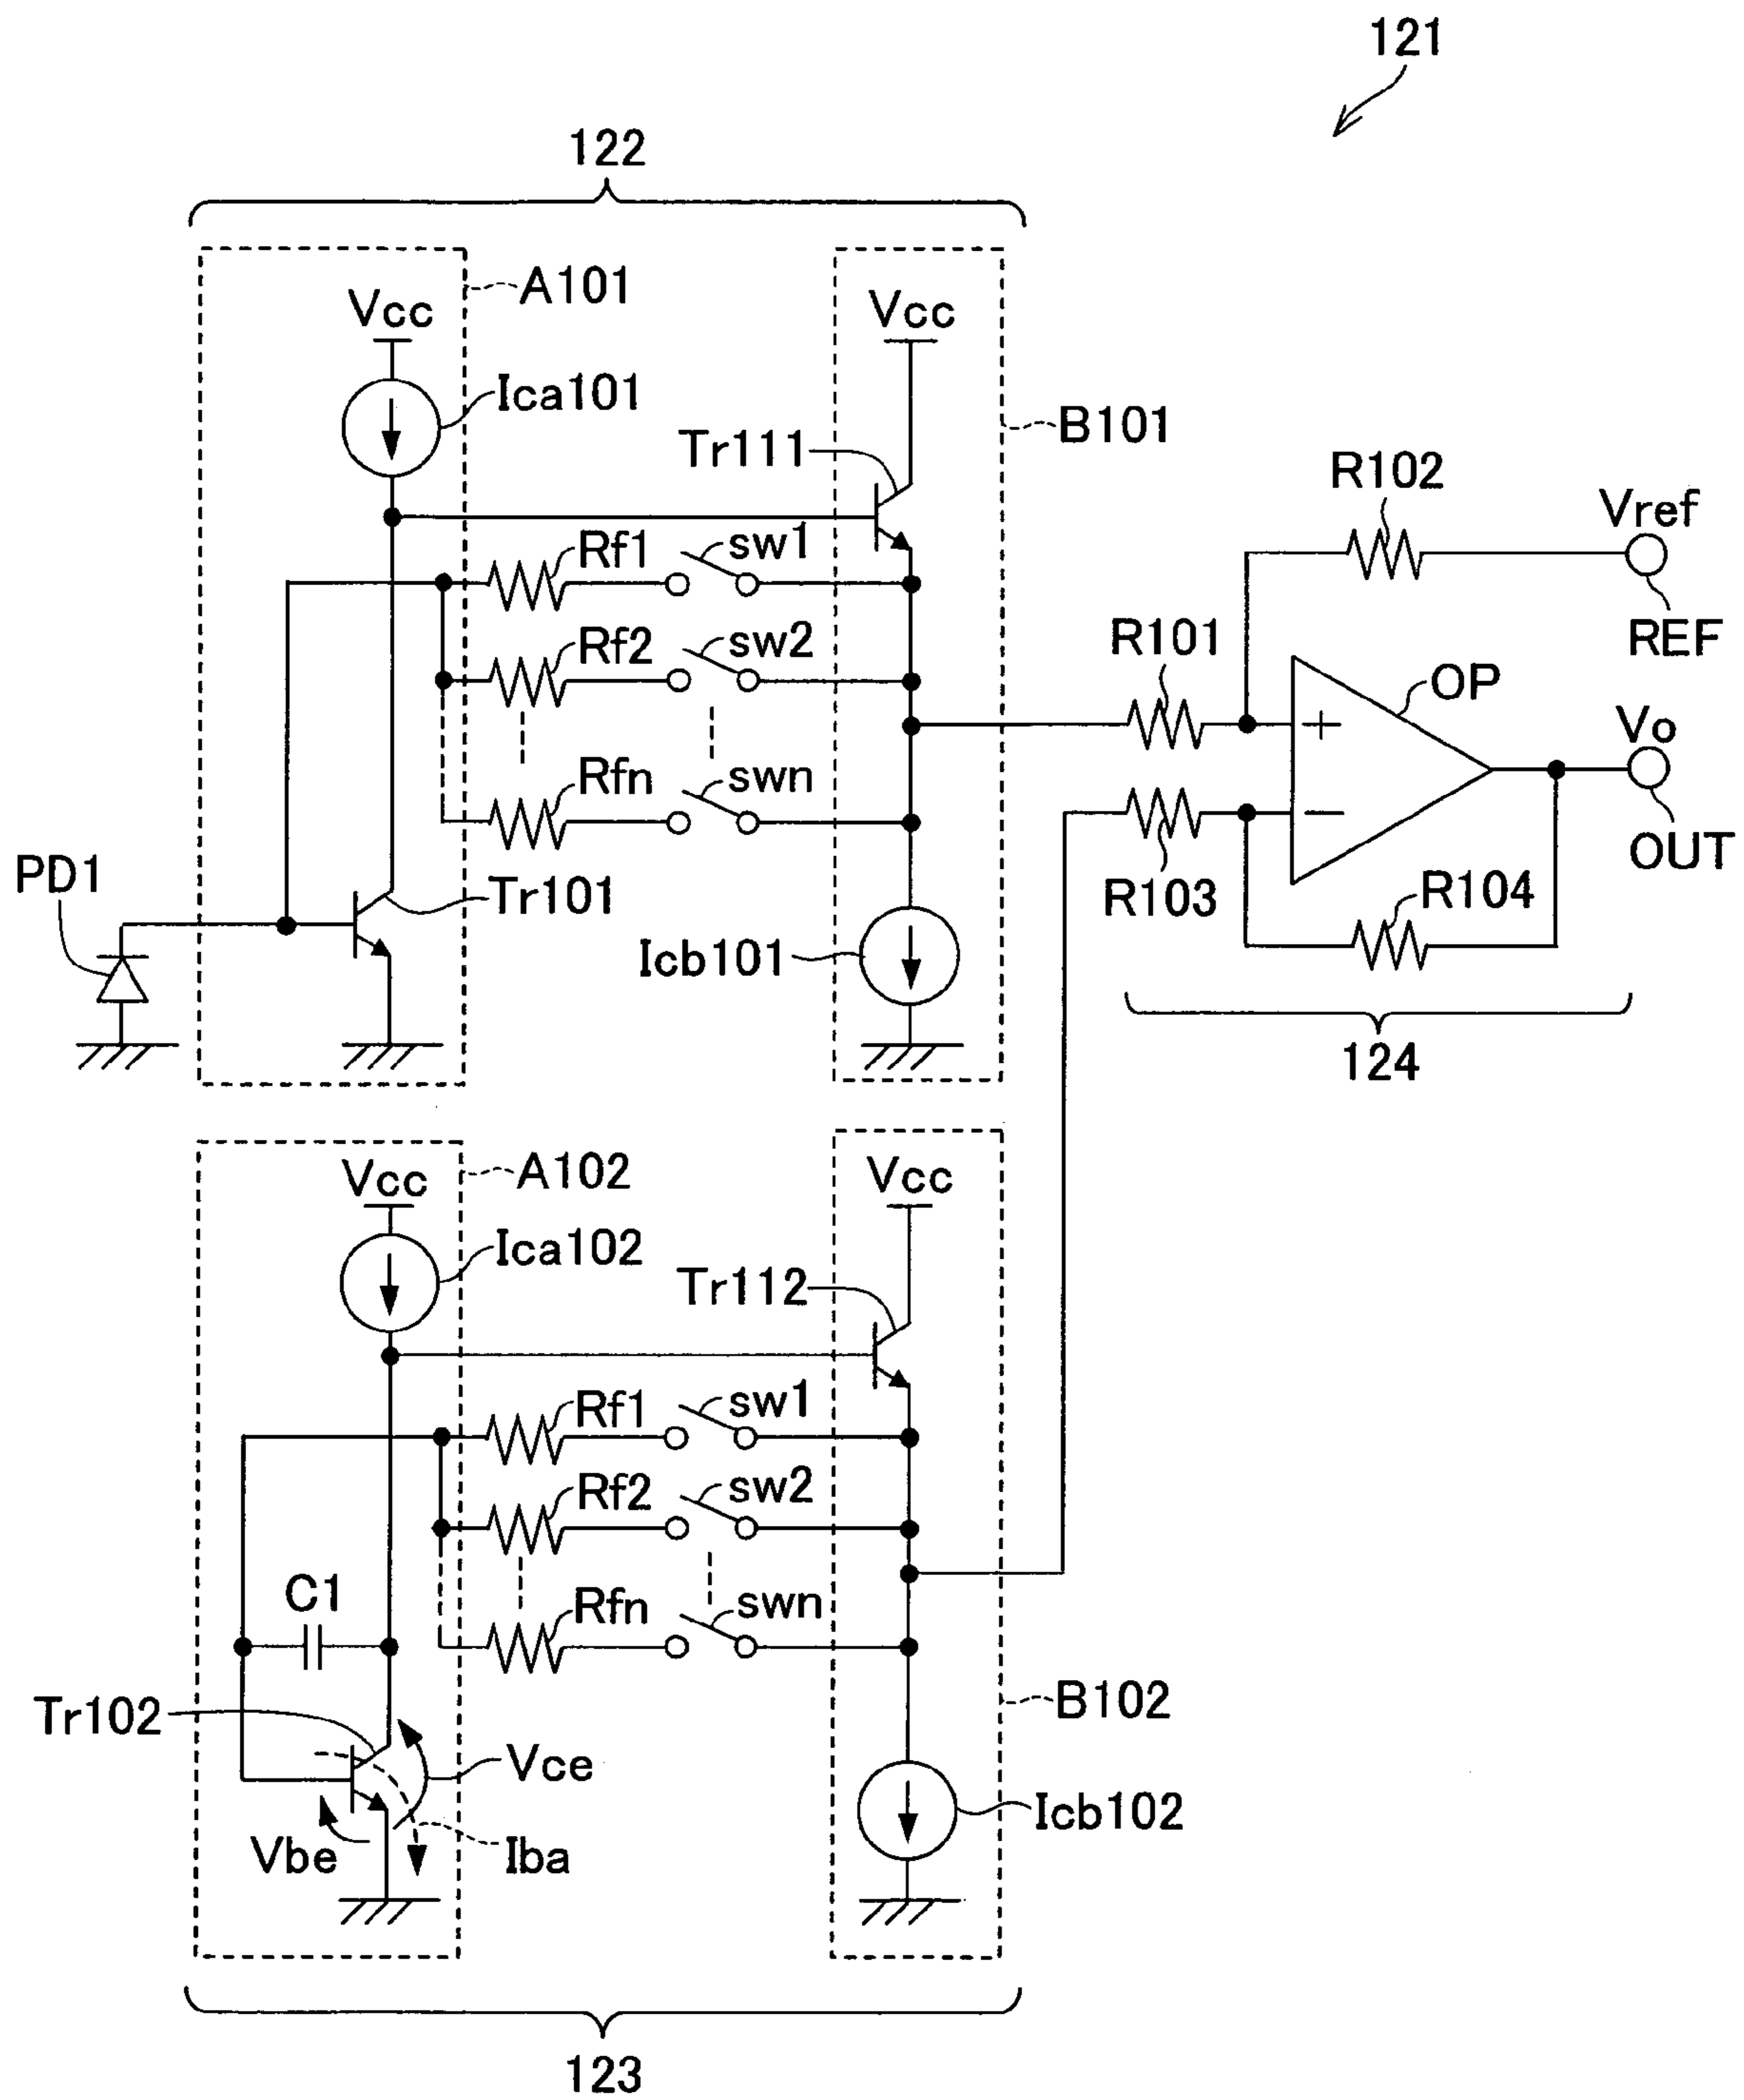 121
122
A101
Vcc
Vcc
Ica101
B101
Tr111
R102
Vref
Rf1
sw1
REF
R101
Rf2
sw2
OP
Vo
Rfn
swn
OUT
PD1
Tr101
R103
R104
Icb101
124
A102
Vcc
Vcc
Ica102
Tr112
Rf1
sw1
Rf2
sw2
C1
Rfn
swn
B102
Tr102
Vce
Icb102
Vbe
Iba
123
+
−